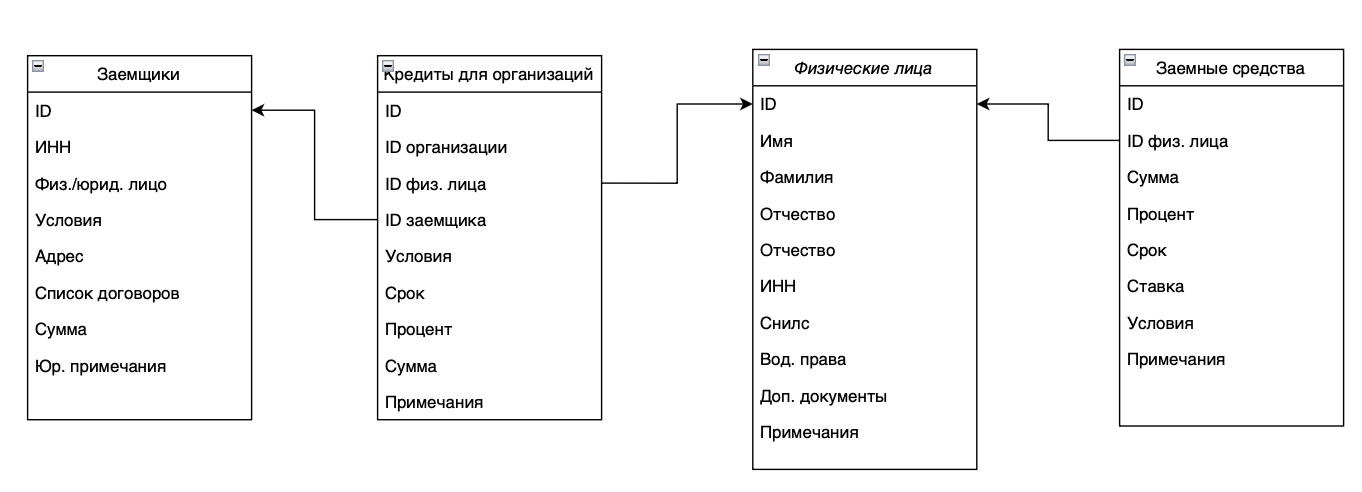 Заемщики
ID
ИНН
Физ./юрид. лицо
Условия
Адрес
Список договоров
Сумма
Юр. примечания
Кредиты для организаций
ID
ID организации
ID физ. лица
ID заемщика
Условия
Срок
Процент
Сумма
Примечания
Физические лица
ID
Имя
Фамилия
Отчество
Отчество
ИНН
Снилс
Вод. права
Доп. документы
Примечания
Заемные средства
ID
ID физ. лица
Сумма
Процент
Срок
Ставка
Условия
Примечания